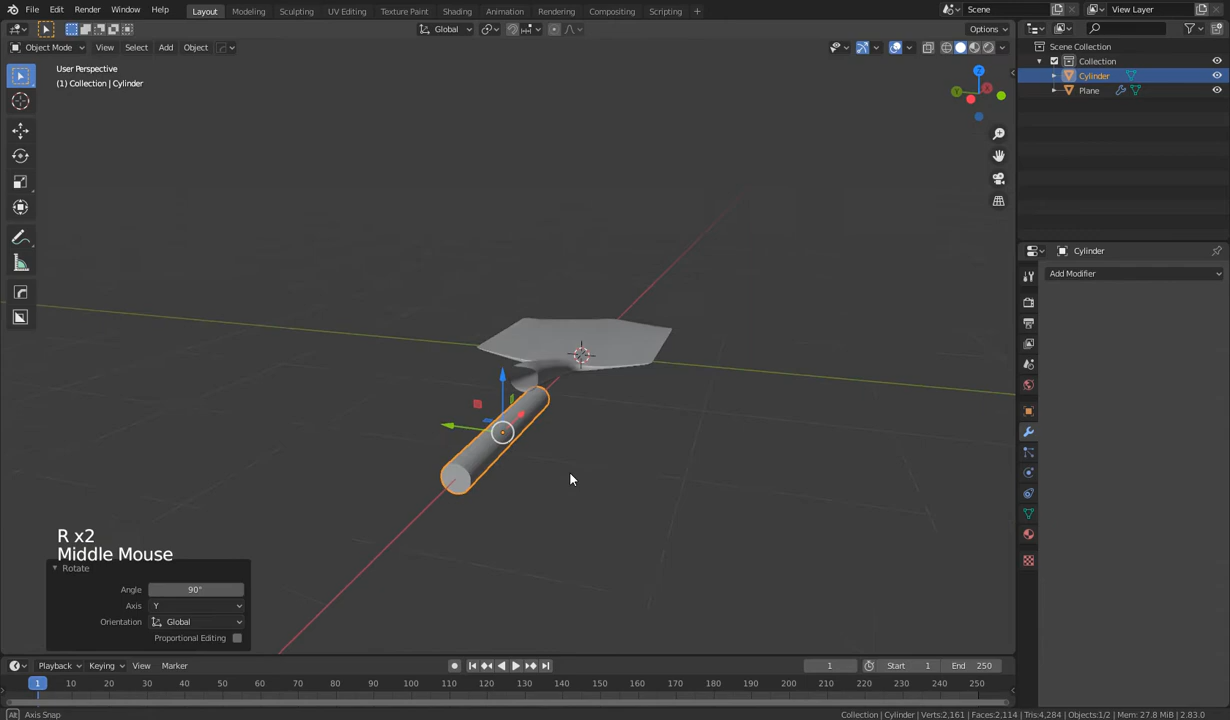 File Edit Render Window Help Layout Modeling Sculpting UV Editing Texture Paint Shading Animation Rendering Compositing Scripting + Scene View Layer
Global Options
Object Mode View Select Add Object
User Perspective
(1) Collection | Cylinder
Scene Collection
Collection
Cylinder
Plane
Z
Y
Cylinder
Add Modifier
R x2
Middle Mouse
Rotate
Angle 90°
Axis Y
Orientation Global
Proportional Editing
Playback Keying View Marker 1 Start 1 End 250
1 10 20 30 40 50 60 70 80 90 100 110 120 130 140 150 160 170 180 190 200 210 220 230 240 250
Alt Axis Snap Collection | Cylinder | Verts:2,161 | Faces:2,114 | Tris:4,284 | Objects:1/2 | Mem: 27.8 MiB | 2.83.0